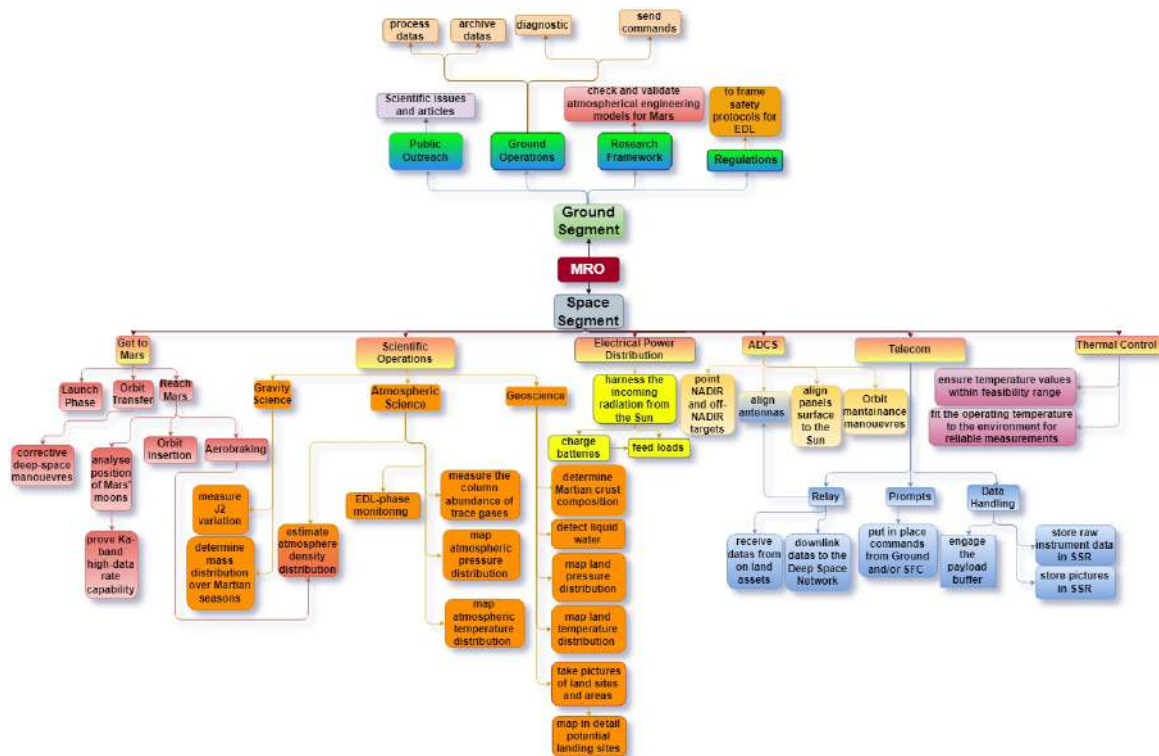 process
datas
archive
datas
diagnostic
send
commands
Scientific issues
and articles
check and validate
atmospherical engineering
models for Mars
to frame
safety
protocols for
EDL
Public
Outreach
Ground
Operations
Research
Framework
Regulations
Ground
Segment
MRO
Space
Segment
Get to
Mars
Scientific
Operations
Electrical Power
Distribution
ADCS
Telecom
Thermal Control
Launch
Phase
Orbit
Transfer
Reach
Mars
Gravity
Science
Atmospheric
Science
Geoscience
harness the
incoming
radiation from
the Sun
point
NADIR
and off-
NADIR
targets
align
antennas
align
panels
surface
to the
Sun
Orbit
mantainance
manouevres
ensure temperature values
within feasibility range
fit the operating temperature
to the environment for
reliable measurements
corrective
deep-space
manouevres
analyse
position
of Mars'
moons
Orbit
insertion
Aerobraking
charge
batteries
feed loads
measure
J2
variation
EDL-phase
monitoring
measure the
column
abundance of
trace gases
determine
Martian crust
composition
Relay
Prompts
Data
Handling
prove Ka-
band
high-data
rate
capability
determine
mass
distribution
over Martian
seasons
estimate
atmosphere
density
distribution
map
atmospheric
pressure
distribution
detect liquid
water
receive
datas from
on land
assets
downlink
datas to the
Deep Space
Network
put in place
commands
from Ground
and/or SFC
engage
the
payload
buffer
store raw
instrument data
in SSR
store pictures
in SSR
map land
pressure
distribution
map
atmospheric
temperature
distribution
map land
temperature
distribution
take pictures
of land sites
and areas
map in detail
potential
landing sites